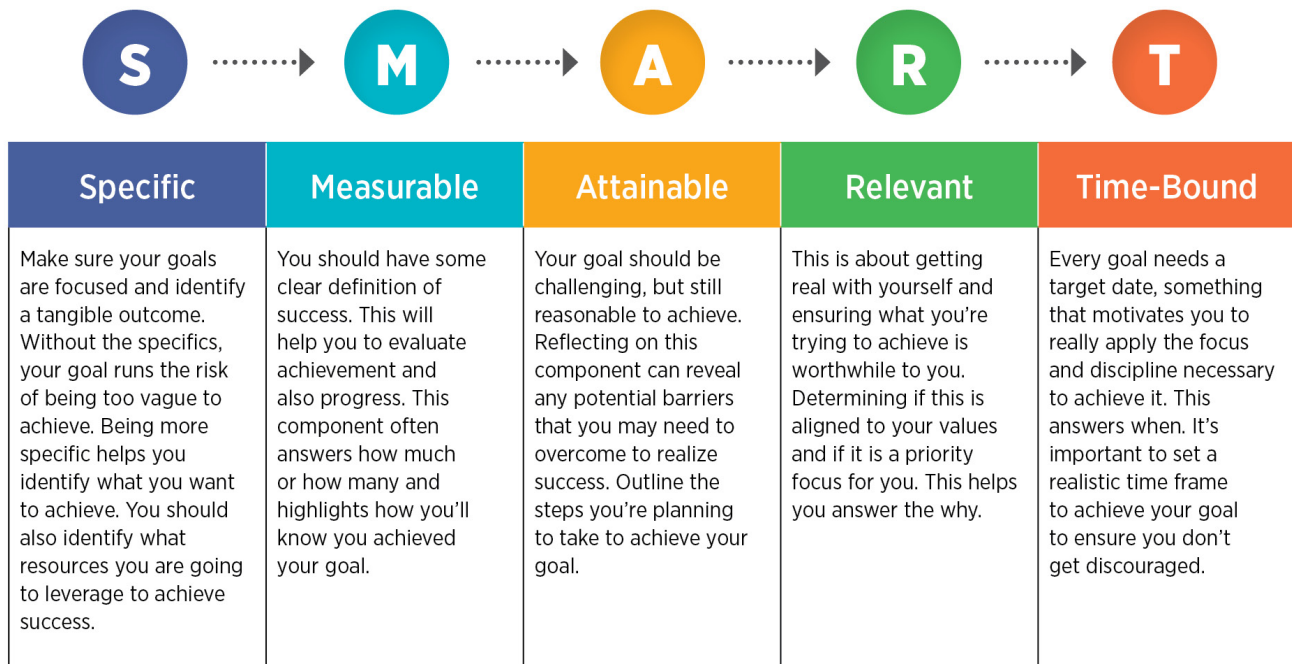 S
M
A
R
T
Specific
Measurable
Attainable
Relevant
Time-Bound
Make sure your goals
are focused and identify
a tangible outcome.
Without the specifics,
your goal runs the risk
of being too vague to
achieve. Being more
specific helps you
identify what you want
to achieve. You should
also identify what
resources you are going
to leverage to achieve
success.
You should have some
clear definition of
success. This will
help you to evaluate
achievement and
also progress. This
component often
answers how much
or how many and
highlights how you’ll
know you achieved
your goal.
Your goal should be
challenging, but still
reasonable to achieve.
Reflecting on this
component can reveal
any potential barriers
that you may need to
overcome to realize
success. Outline the
steps you’re planning
to take to achieve your
goal.
This is about getting
real with yourself and
ensuring what you’re
trying to achieve is
worthwhile to you.
Determining if this is
aligned to your values
and if it is a priority
focus for you. This helps
you answer the why.
Every goal needs a
target date, something
that motivates you to
really apply the focus
and discipline necessary
to achieve it. This
answers when. It’s
important to set a
realistic time frame
to achieve your goal
to ensure you don’t
get discouraged.